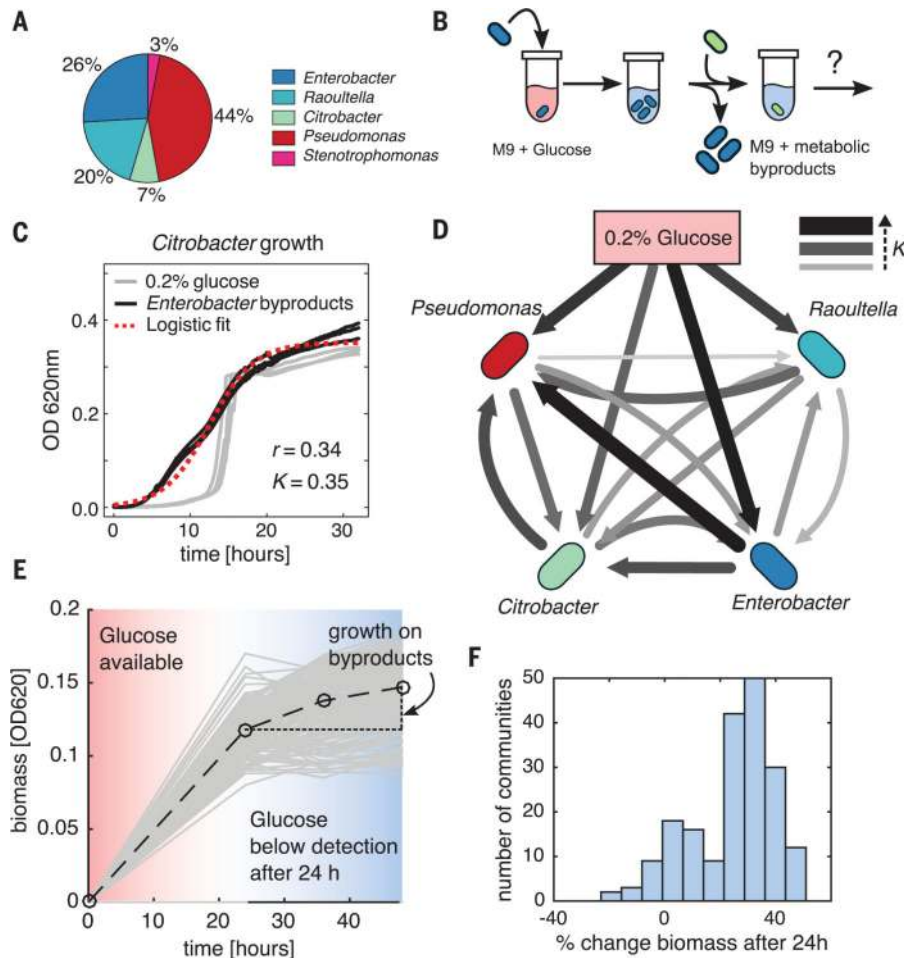 A
3%
26%
44%
20%
7%
Enterobacter
Raoultella
Citrobacter
Pseudomonas
Stenotrophomonas
B
?
M9 + Glucose
M9 + metabolic
byproducts
C
Citrobacter growth
0.2% glucose
Enterobacter byproducts
Logistic fit
0.4
0.2
0.0
OD 620nm
r = 0.34
K = 0.35
0
10
20
30
time [hours]
D
0.2% Glucose
K
Pseudomonas
Raoultella
Citrobacter
Enterobacter
E
0.2
0.15
0.1
0.05
0
biomass [OD620]
Glucose
available
growth on
byproducts
Glucose
below detection
after 24 h
0
20
40
time [hours]
F
50
40
30
20
10
0
number of communities
-40
0
40
% change biomass after 24h